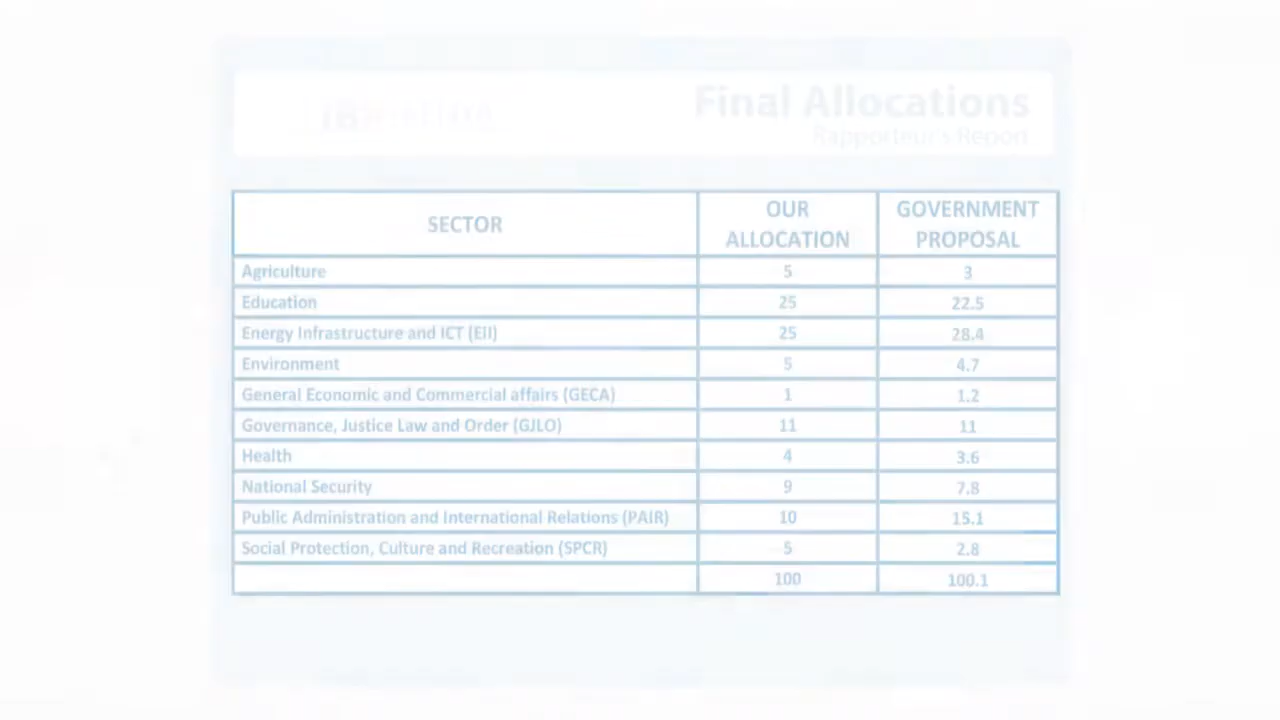 Final Allocations
Rapporteur's Report
SECTOR OUR ALLOCATION GOVERNMENT PROPOSAL
Agriculture 5 3
Education 25 22.5
Energy Infrastructure and ICT (EII) 25 28.4
Environment 5 4.7
General Economic and Commercial affairs (GECA) 1 1.2
Governance, Justice Law and Order (GJLO) 11 11
Health 4 3.6
National Security 9 7.8
Public Administration and International Relations (PAIR) 10 15.1
Social Protection, Culture and Recreation (SPCR) 5 2.8
100 100.1